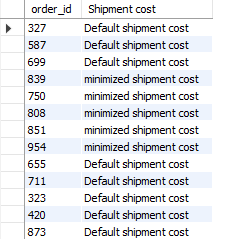 order_id Shipment cost
327 Default shipment cost
587 Default shipment cost
699 Default shipment cost
839 minimized shipment cost
750 minimized shipment cost
808 minimized shipment cost
851 minimized shipment cost
954 minimized shipment cost
655 Default shipment cost
711 Default shipment cost
323 Default shipment cost
420 Default shipment cost
873 Default shipment cost